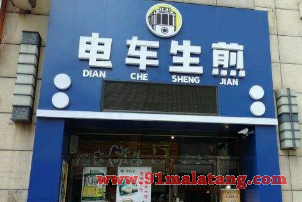 电车生煎
DIAN CHE SHENG JIAN
www.91malatang.com